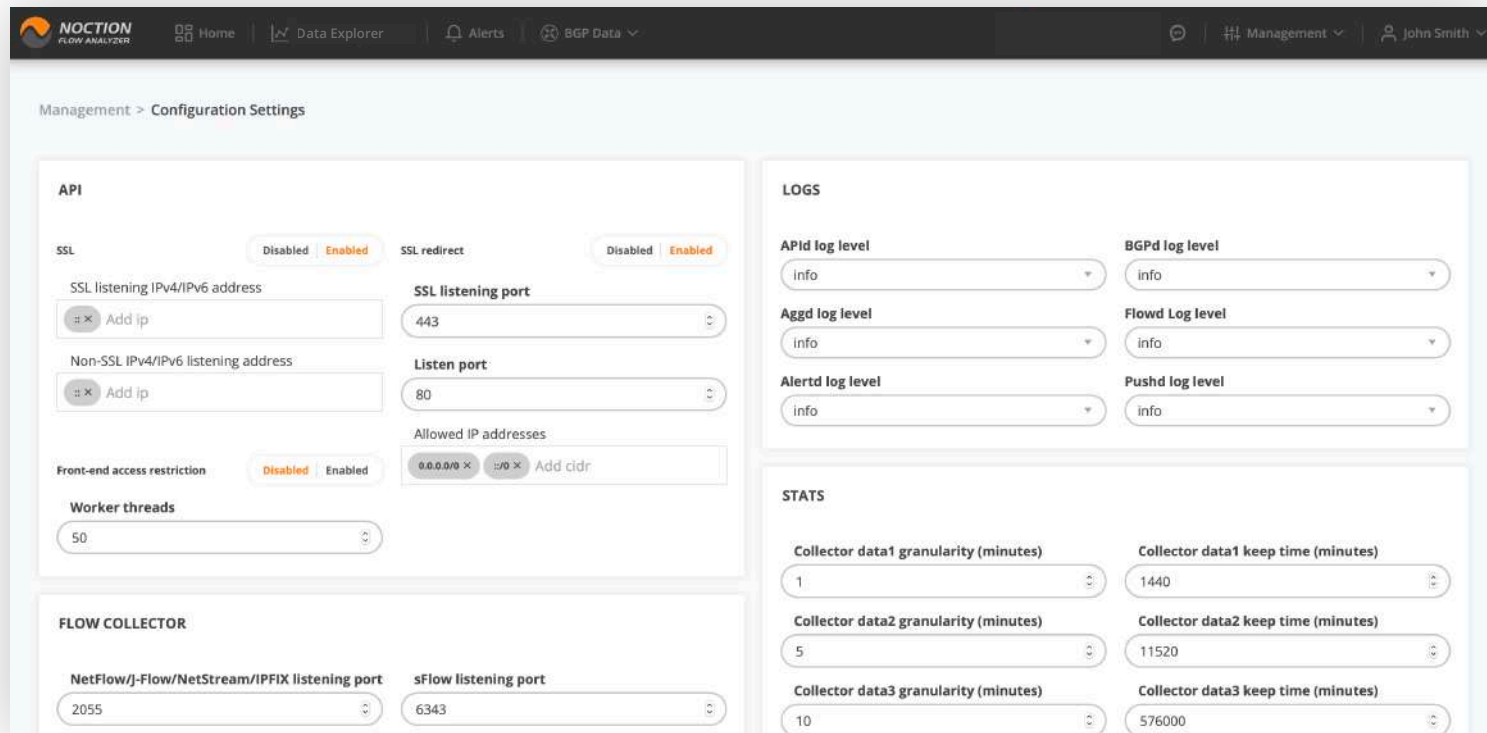 NOCTION
FLOW ANALYZER
Home
Data Explorer
Alerts
BGP Data
Management
John Smith
Management > Configuration Settings
API
SSL
Disabled Enabled
SSL redirect
Disabled Enabled
SSL listening IPv4/IPv6 address
:: × Add ip
SSL listening port
443
Non-SSL IPv4/IPv6 listening address
:: × Add ip
Listen port
80
Allowed IP addresses
0.0.0.0/0 × ::/0 × Add cidr
Front-end access restriction
Disabled Enabled
Worker threads
50
FLOW COLLECTOR
NetFlow/J-Flow/NetStream/IPFIX listening port
2055
sFlow listening port
6343
LOGS
APId log level
info
BGPd log level
info
Aggd log level
info
Flowd Log level
info
Alertd log level
info
Pushd log level
info
STATS
Collector data1 granularity (minutes)
1
Collector data1 keep time (minutes)
1440
Collector data2 granularity (minutes)
5
Collector data2 keep time (minutes)
11520
Collector data3 granularity (minutes)
10
Collector data3 keep time (minutes)
576000